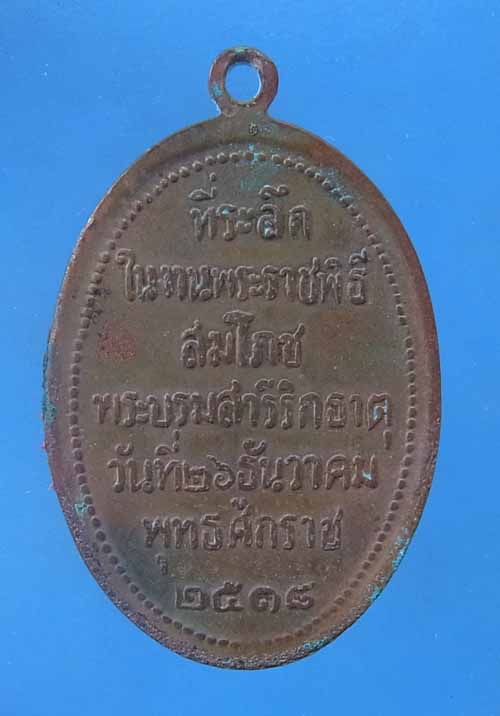 ที่ระลึก
ในงานพระราชพิธี
สมโภช
พระบรมสารีริกธาตุ
วันที่๒๖ธันวาคม
พุทธศักราช
๒๕๑๘